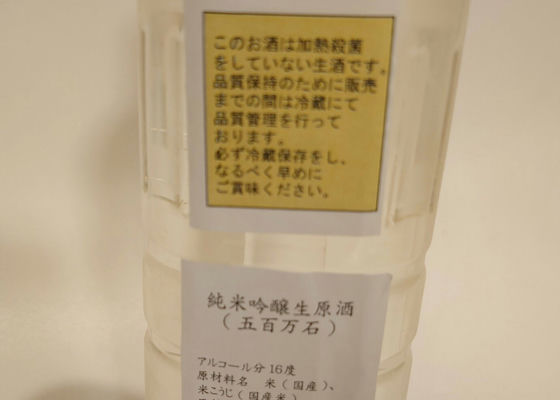 このお酒は加熱殺菌
をしていない生酒です。
品質保持のために販売
までの間は冷蔵にて
品質管理を行って
おります。
必ず冷蔵保存をし、
なるべく早めに
ご賞味ください。
純米吟醸生原酒
(五百万石)
アルコール分 16度
原材料名 米(国産)、
米こうじ(国産米)